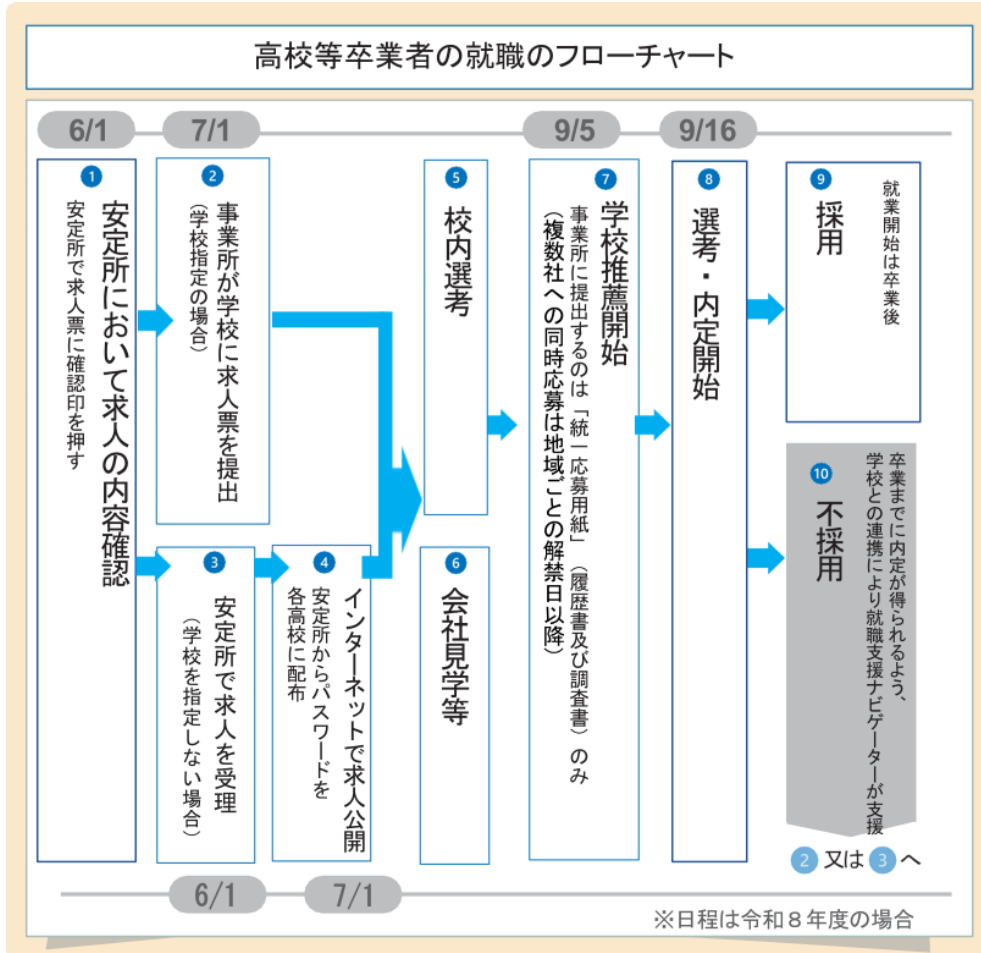 高校等卒業者の就職のフローチャート
6/1
7/1
9/5
9/16
1
安定所において求人の内容確認
安定所で求人票に確認印を押す
2
事業所が学校に求人票を提出
(学校指定の場合)
3
安定所で求人を受理
(学校を指定しない場合)
4
インターネットで求人公開
安定所からパスワードを
各高校に配布
5
校内選考
6
会社見学等
7
学校推薦開始
事業所に提出するのは「統一応募用紙」(履歴書及び調査書)のみ
(複数社への同時応募は地域ごとの解禁日以降)
8
選考・内定開始
9
採用
就業開始は卒業後
10
不採用
卒業までに内定が得られるよう、
学校との連携により就職支援ナビゲーターが支援
2 又は 3 へ
6/1
7/1
※日程は令和8年度の場合